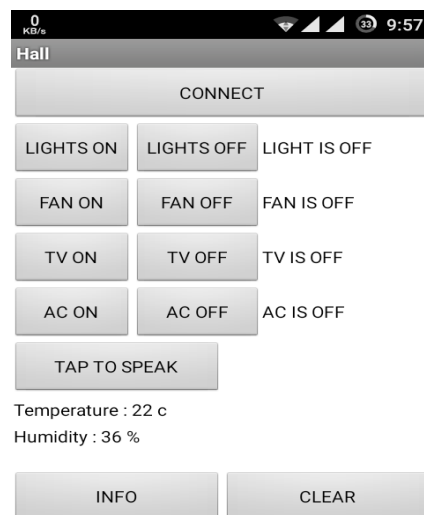 0
KB/s 33 9:57
Hall
CONNECT
LIGHTS ON LIGHTS OFF LIGHT IS OFF
FAN ON FAN OFF FAN IS OFF
TV ON TV OFF TV IS OFF
AC ON AC OFF AC IS OFF
TAP TO SPEAK
Temperature : 22 c
Humidity : 36 %
INFO CLEAR